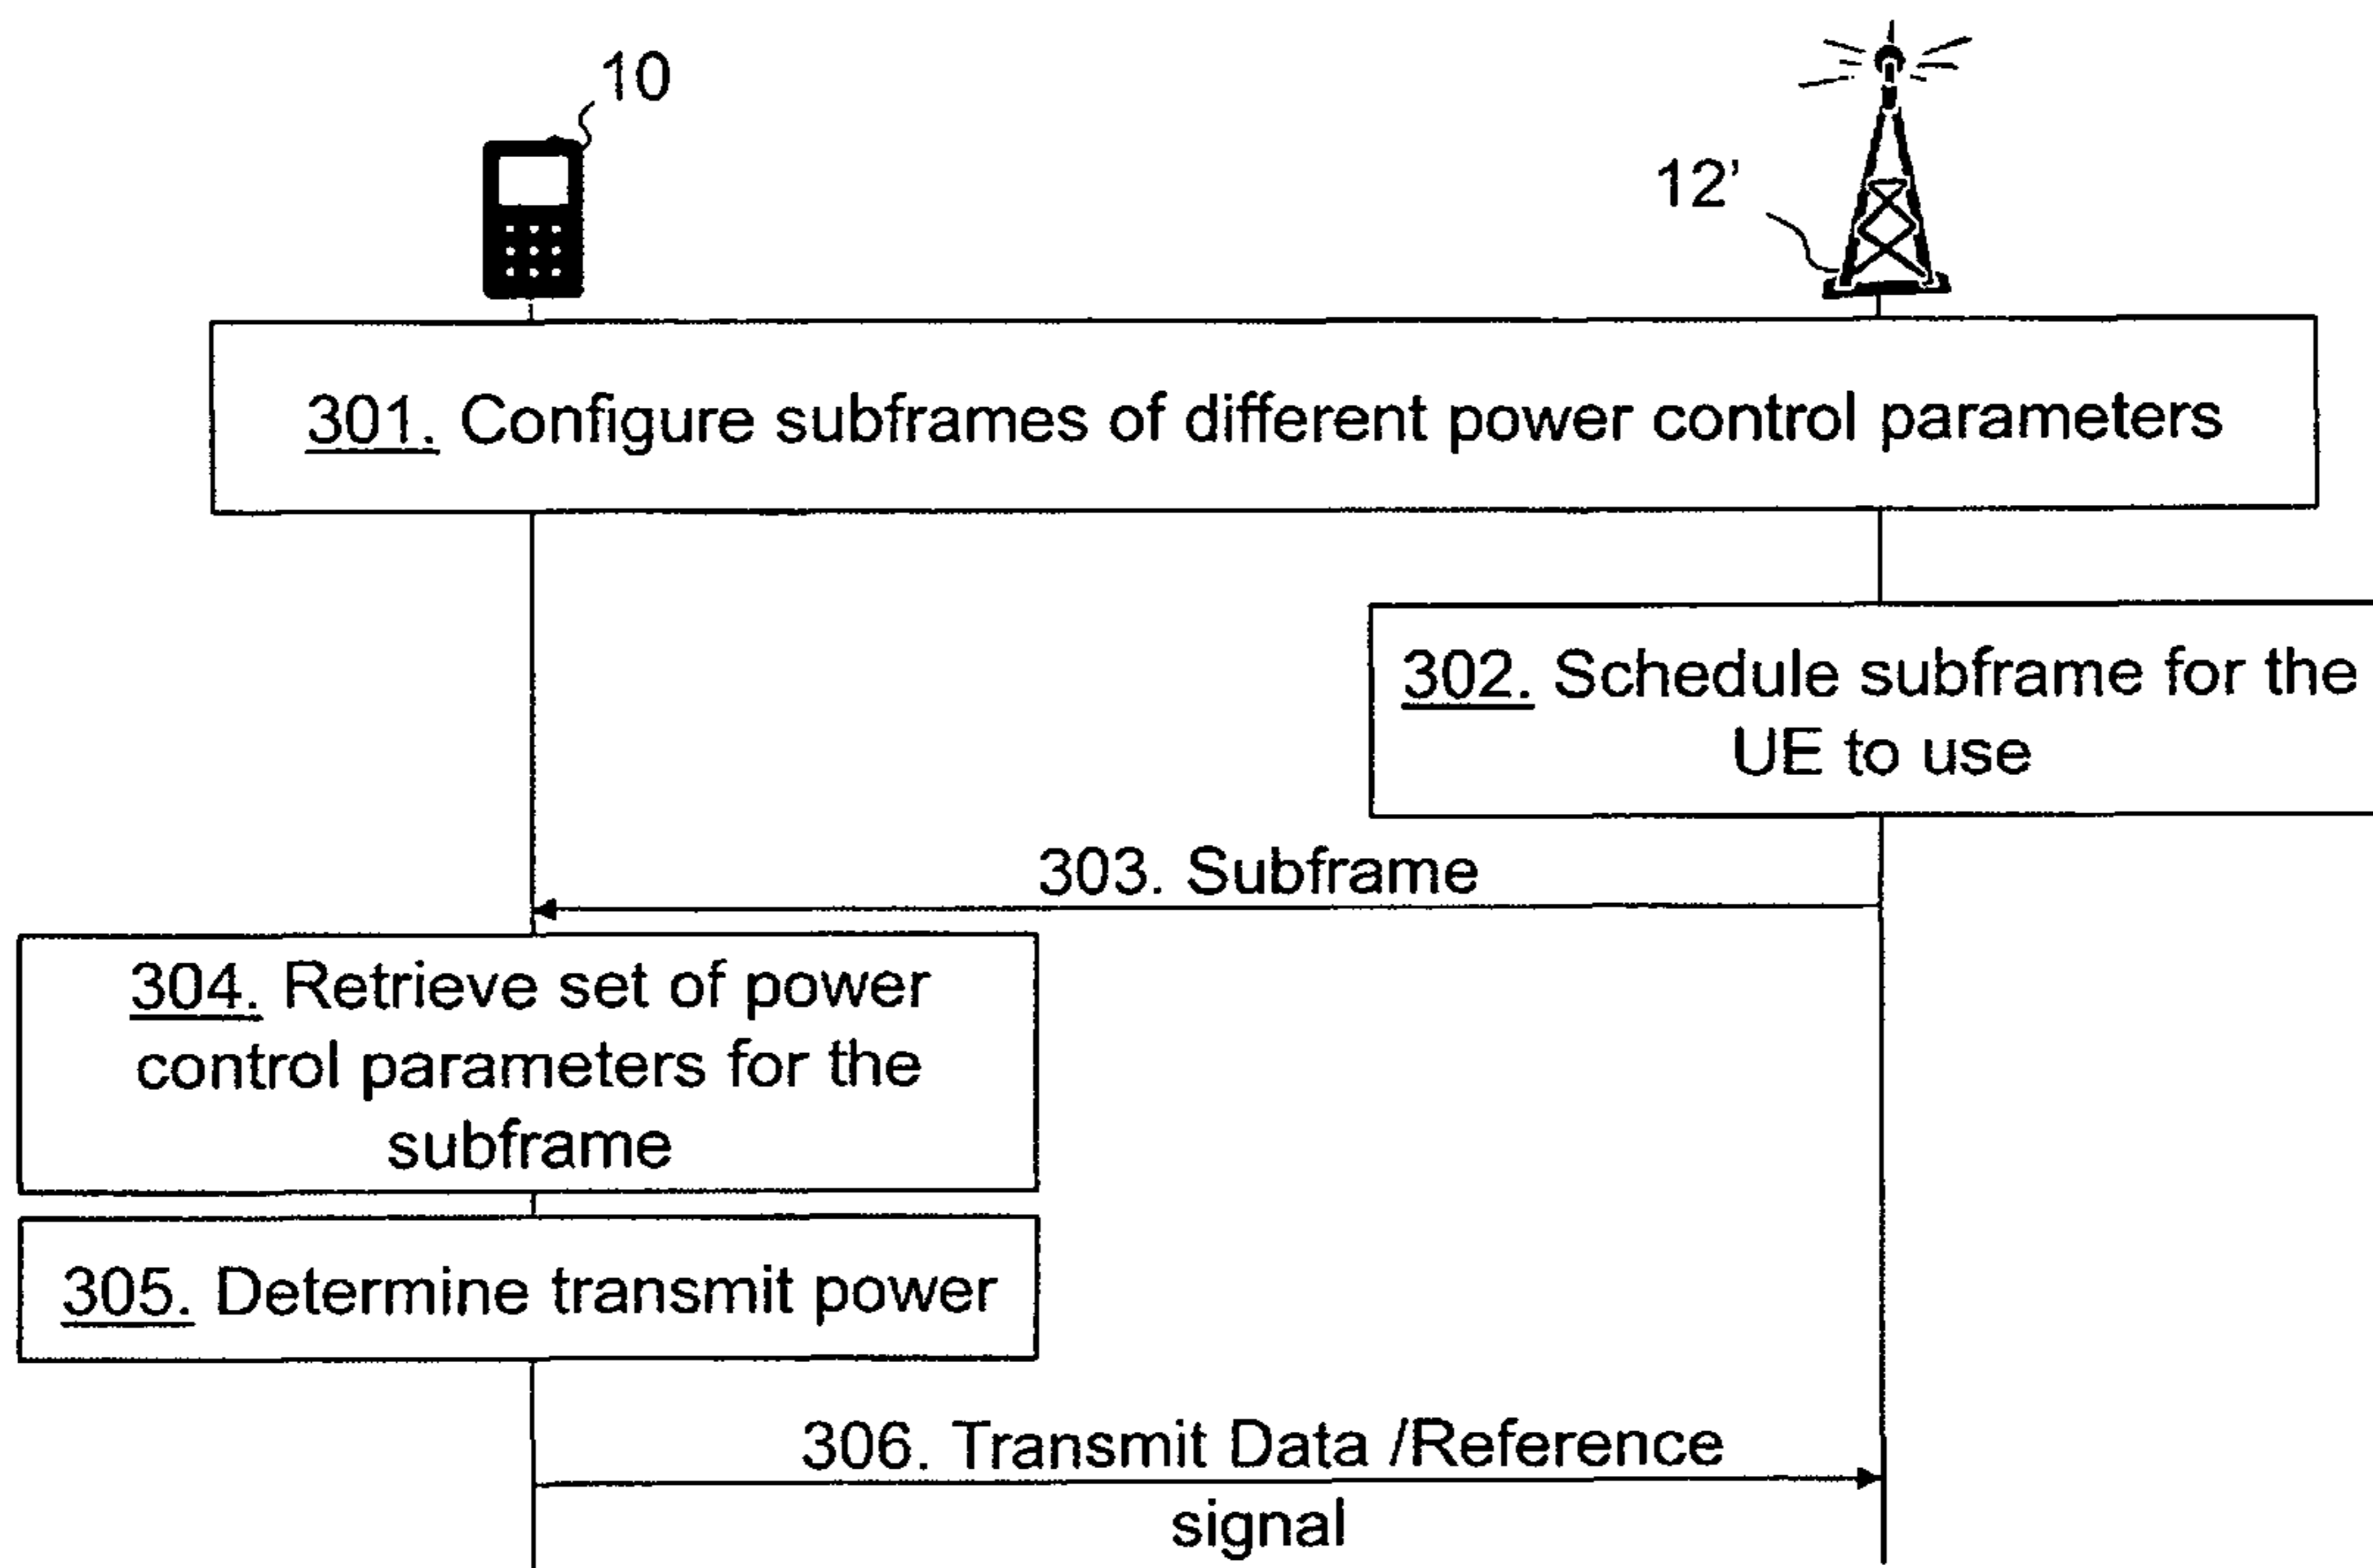 10
12'
301. Configure subframes of different power control parameters
302. Schedule subframe for the
UE to use
303. Subframe
304. Retrieve set of power
control parameters for the
subframe
305. Determine transmit power
306. Transmit Data /Reference
signal